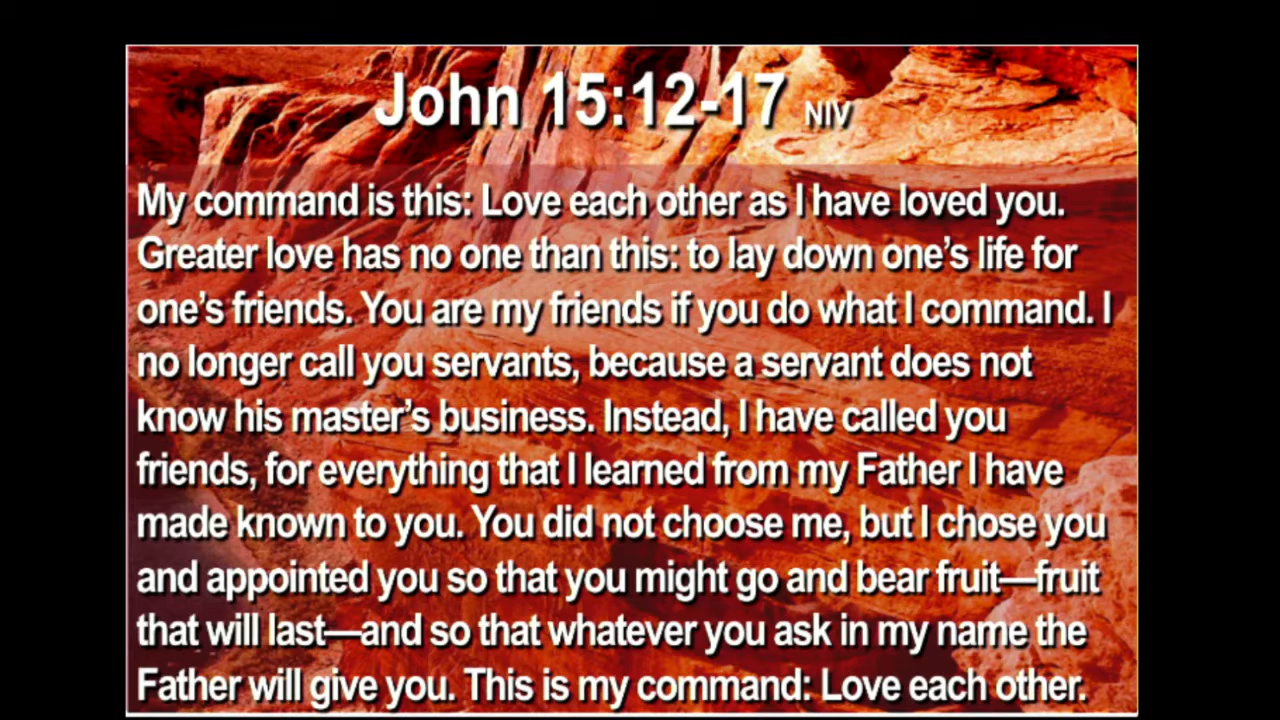 John 15:12-17 NIV
My command is this: Love each other as I have loved you.
Greater love has no one than this: to lay down one’s life for
one’s friends. You are my friends if you do what I command. I
no longer call you servants, because a servant does not
know his master’s business. Instead, I have called you
friends, for everything that I learned from my Father I have
made known to you. You did not choose me, but I chose you
and appointed you so that you might go and bear fruit—fruit
that will last—and so that whatever you ask in my name the
Father will give you. This is my command: Love each other.